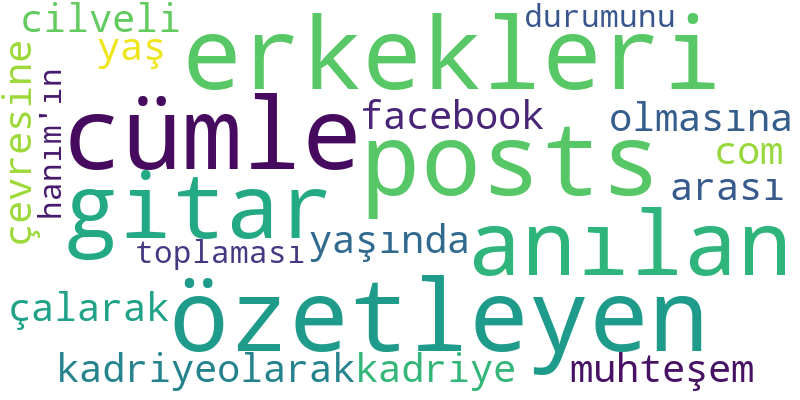 cilveli
durumunu
yaş
erkekleri
çevresine
hanım'ın
cümle
facebook
olmasına
posts
com
gitar
arası
anılan
toplaması
yaşında
çalarak
özetleyen
kadriyeolarak
kadriye
muhteşem